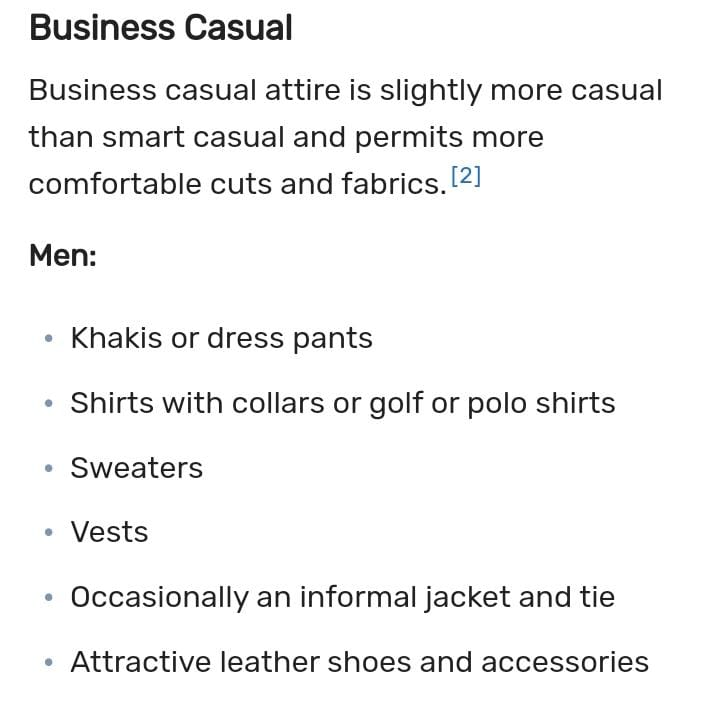 Business Casual
Business casual attire is slightly more casual
than smart casual and permits more
comfortable cuts and fabrics. [2]
Men:
• Khakis or dress pants
• Shirts with collars or golf or polo shirts
• Sweaters
• Vests
• Occasionally an informal jacket and tie
• Attractive leather shoes and accessories